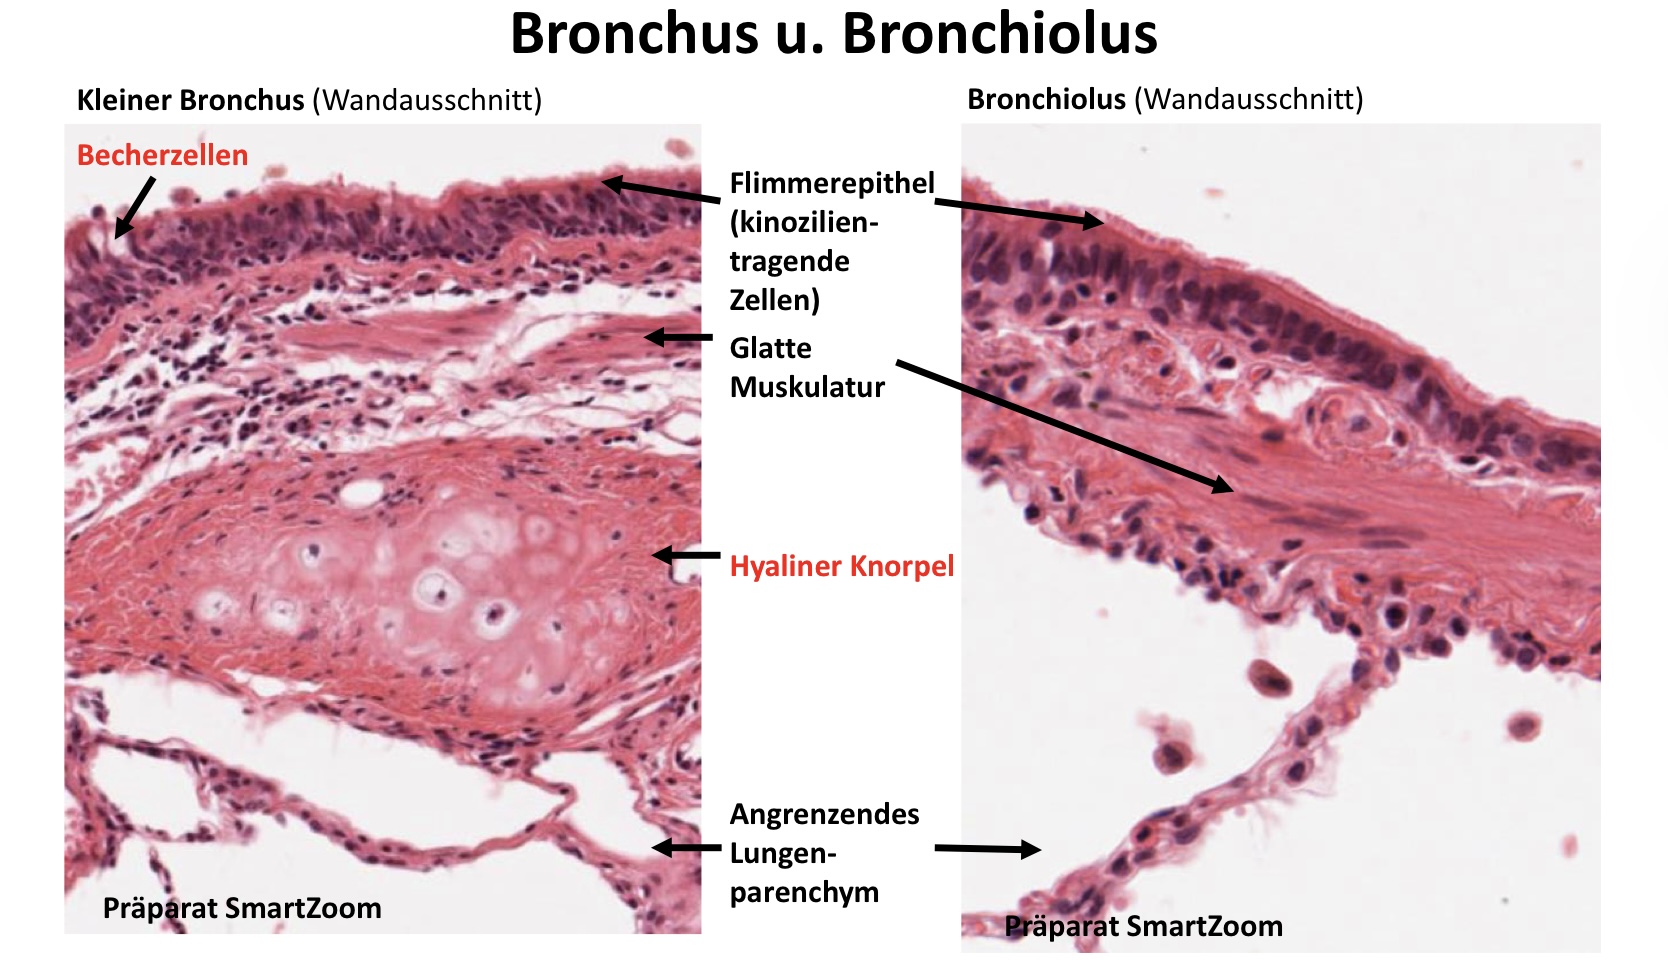 Bronchus u. Bronchiolus
Kleiner Bronchus (Wandausschnitt)
Bronchiolus (Wandausschnitt)
Becherzellen
Flimmerepithel
(kinozilien-
tragende
Zellen)
Glatte
Muskulatur
Hyaliner Knorpel
Angrenzendes
Lungen-
parenchym
Präparat SmartZoom
Präparat SmartZoom